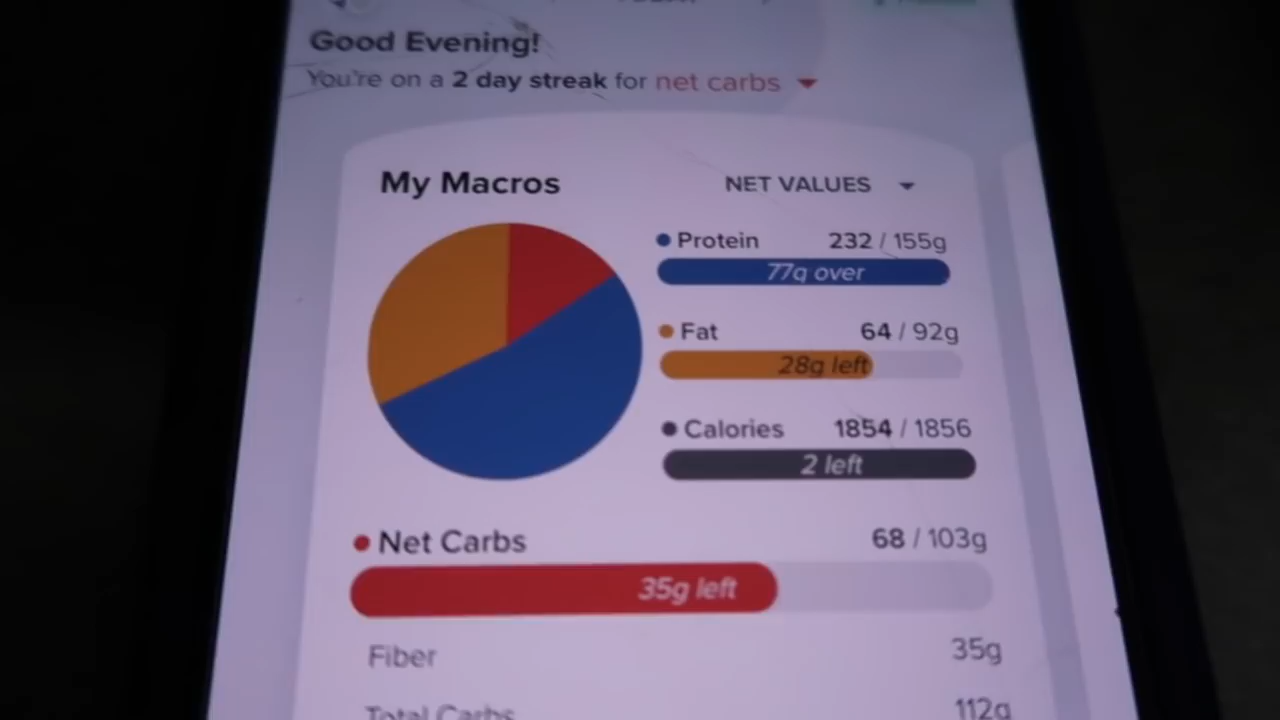 Good Evening!
You're on a 2 day streak for net carbs
My Macros
NET VALUES
Protein 232 / 155g
77g over
Fat 64 / 92g
28g left
Calories 1854 / 1856
2 left
Net Carbs 68 / 103g
35g left
Fiber 35g
Total Carbs 112g